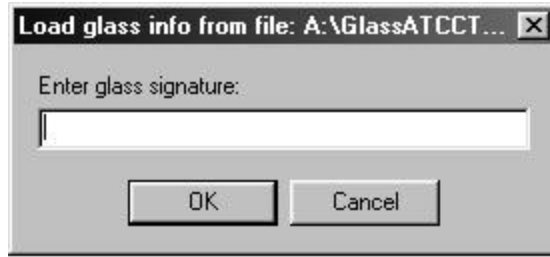 Load glass info from file: A:\GlassATCCT...
Enter glass signature:
OK
Cancel